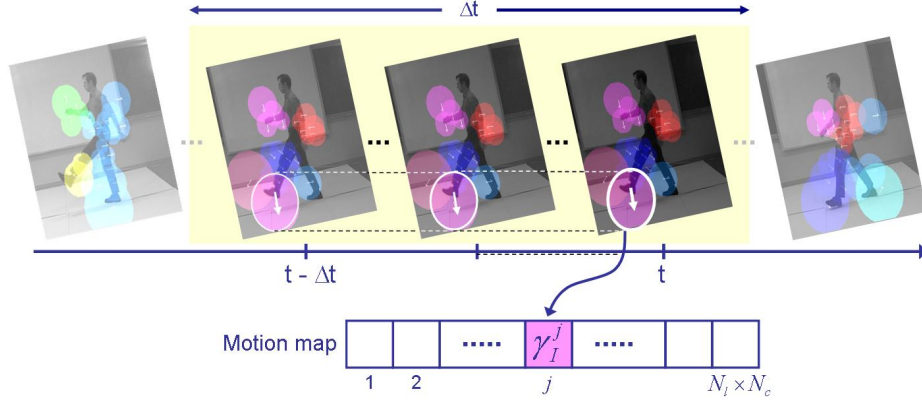 Δt
... ... ... ...
t - Δt
t
Motion map
..... γ_I^j .....
1 2 j N_l × N_c